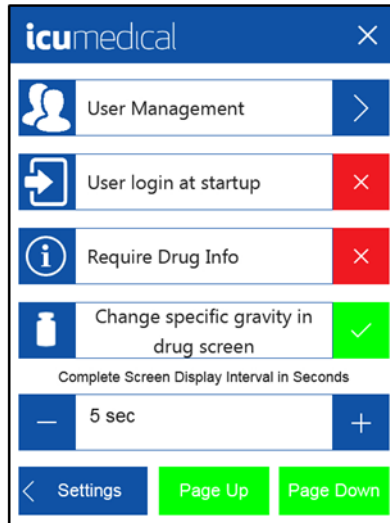 icumedical
User Management
User login at startup
Require Drug Info
Change specific gravity in
drug screen
Complete Screen Display Interval in Seconds
5 sec
Settings Page Up Page Down